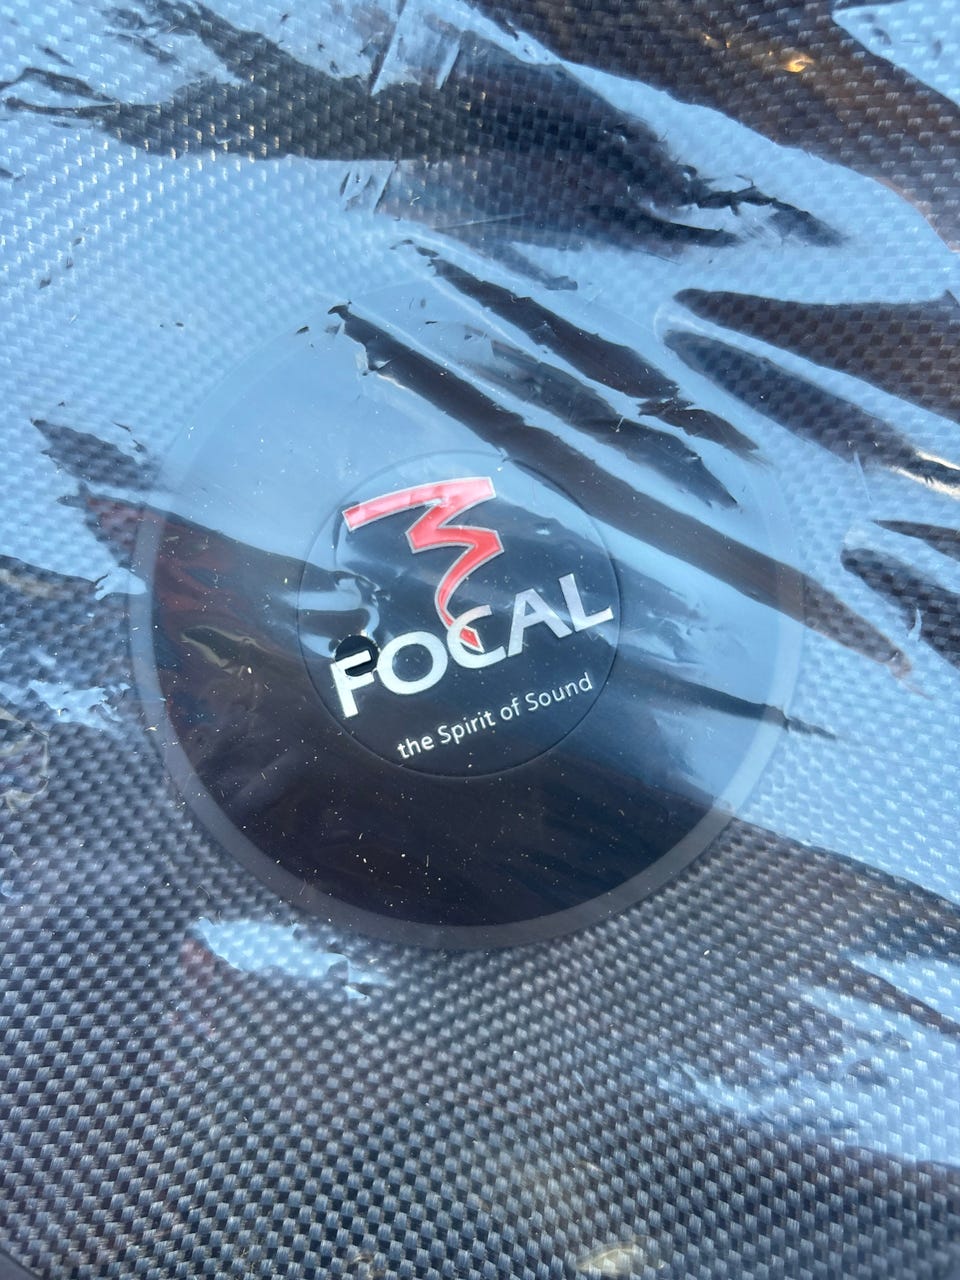 FOCAL
the Spirit of Sound